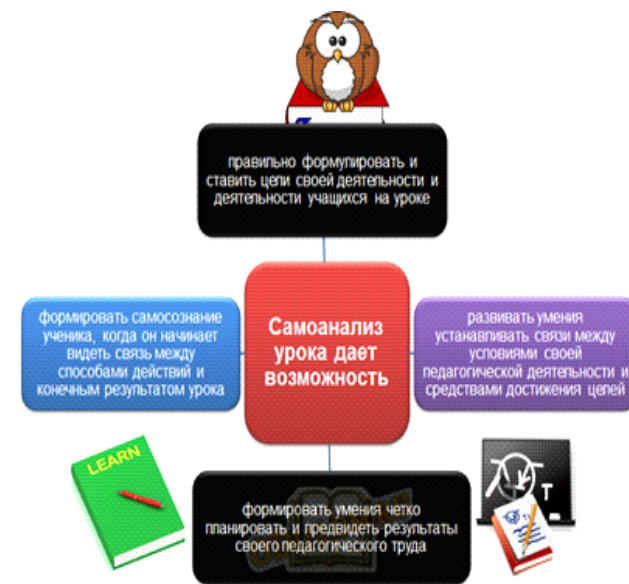 правильно формулировать и
ставить цели своей деятельности и
деятельности учащихся на уроке
формировать самосознание
ученика, когда он начинает
видеть связь между
способами действий и
конечным результатом урока
Самоанализ
урока дает
возможность
развивать умения
устанавливать связи между
условиями своей
педагогической деятельности и
средствами достижения целей
LEARN
T
формировать умения четко
планировать и предвидеть результаты
своего педагогического труда